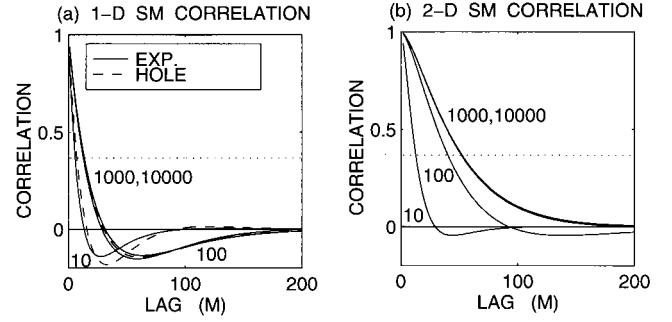 (a) 1-D SM CORRELATION
1
0.5
0
CORRELATION
EXP.
HOLE
1000,10000
10
100
0
100
200
LAG (M)
(b) 2-D SM CORRELATION
1
0.5
0
CORRELATION
1000,10000
100
10
0
100
200
LAG (M)